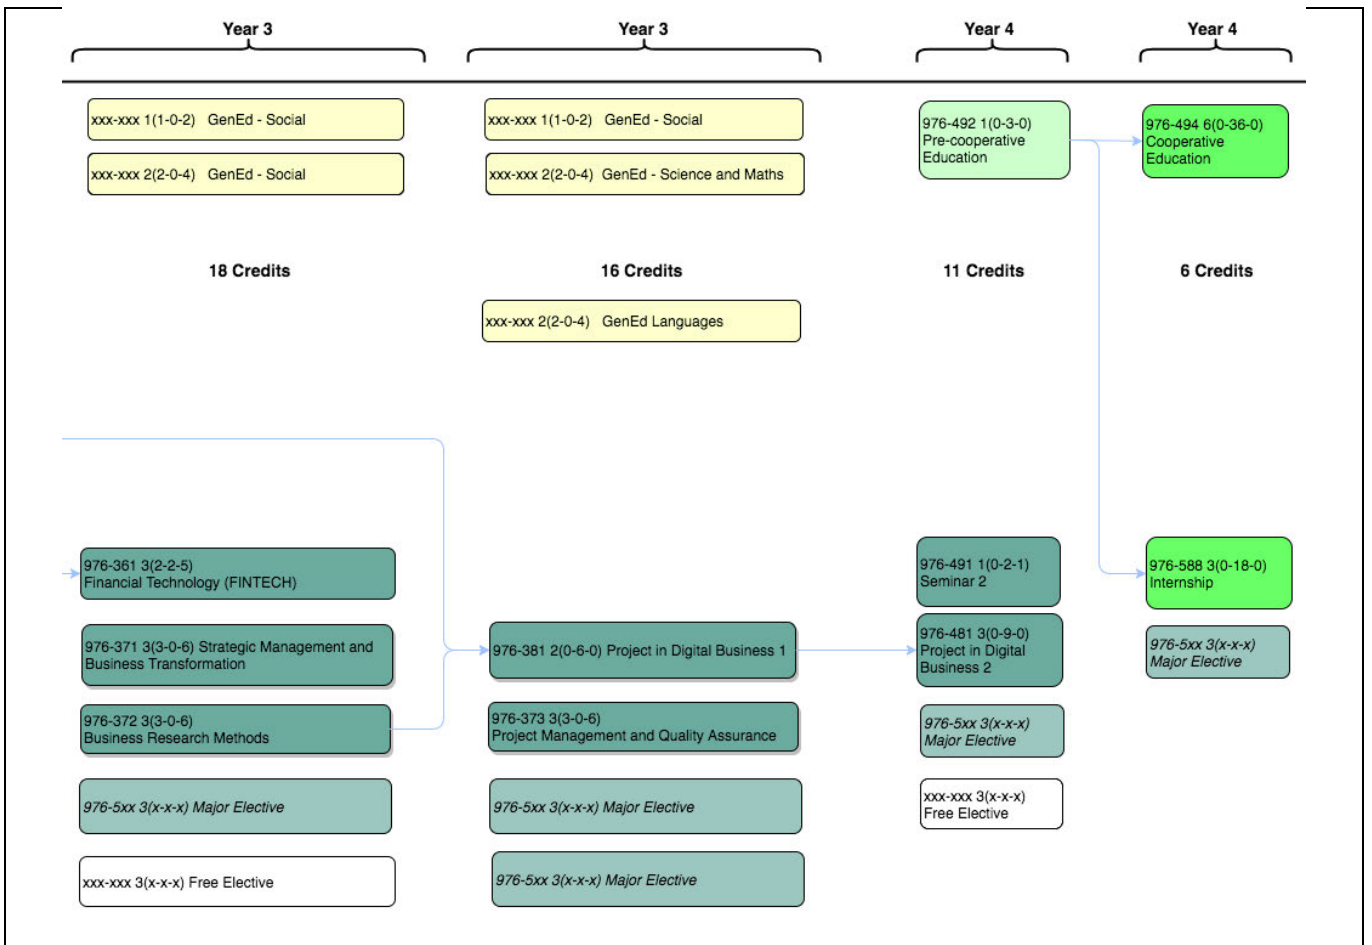 Year 3
Year 3
Year 4
Year 4
xxx-xxx 1(1-0-2) GenEd - Social
xxx-xxx 2(2-0-4) GenEd - Social
18 Credits
976-361 3(2-2-5)
Financial Technology (FINTECH)
976-371 3(3-0-6) Strategic Management and
Business Transformation
976-372 3(3-0-6)
Business Research Methods
976-5xx 3(x-x-x) Major Elective
xxx-xxx 3(x-x-x) Free Elective
xxx-xxx 1(1-0-2) GenEd - Social
xxx-xxx 2(2-0-4) GenEd - Science and Maths
16 Credits
xxx-xxx 2(2-0-4) GenEd Languages
976-381 2(0-6-0) Project in Digital Business 1
976-373 3(3-0-6)
Project Management and Quality Assurance
976-5xx 3(x-x-x) Major Elective
976-5xx 3(x-x-x) Major Elective
976-492 1(0-3-0)
Pre-cooperative
Education
11 Credits
976-491 1(0-2-1)
Seminar 2
976-481 3(0-9-0)
Project in Digital
Business 2
976-5xx 3(x-x-x)
Major Elective
xxx-xxx 3(x-x-x)
Free Elective
976-494 6(0-36-0)
Cooperative
Education
6 Credits
976-588 3(0-18-0)
Internship
976-5xx 3(x-x-x)
Major Elective